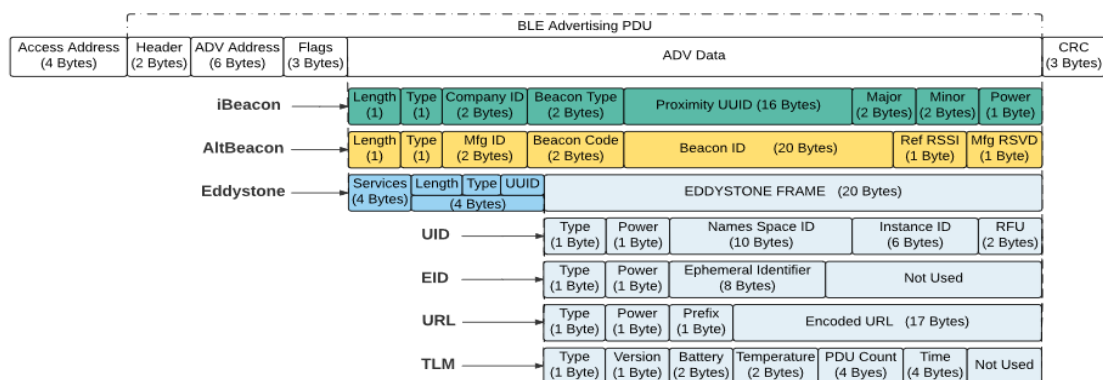 BLE Advertising PDU
Access Address Header ADV Address Flags ADV Data CRC
(4 Bytes) (2 Bytes) (6 Bytes) (3 Bytes) (3 Bytes)
iBeacon Length Type Company ID Beacon Type Proximity UUID (16 Bytes) Major Minor Power
(1) (1) (2 Bytes) (2 Bytes) (2 Bytes) (2 Bytes) (1 Byte)
AltBeacon Length Type Mfg ID Beacon Code Beacon ID (20 Bytes) Ref RSSI Mfg RSVD
(1) (1) (2 Bytes) (2 Bytes) (1 Byte) (1 Byte)
Eddystone Services Length Type UUID EDDYSTONE FRAME (20 Bytes)
(4 Bytes) (4 Bytes)
UID Type Power Names Space ID Instance ID RFU
(1 Byte) (1 Byte) (10 Bytes) (6 Bytes) (2 Bytes)
EID Type Power Ephemeral Identifier Not Used
(1 Byte) (1 Byte) (8 Bytes)
URL Type Power Prefix Encoded URL (17 Bytes)
(1 Byte) (1 Byte) (1 Byte)
TLM Type Version Battery Temperature PDU Count Time Not Used
(1 Byte) (1 Byte) (2 Bytes) (2 Bytes) (4 Byes) (4 Bytes)